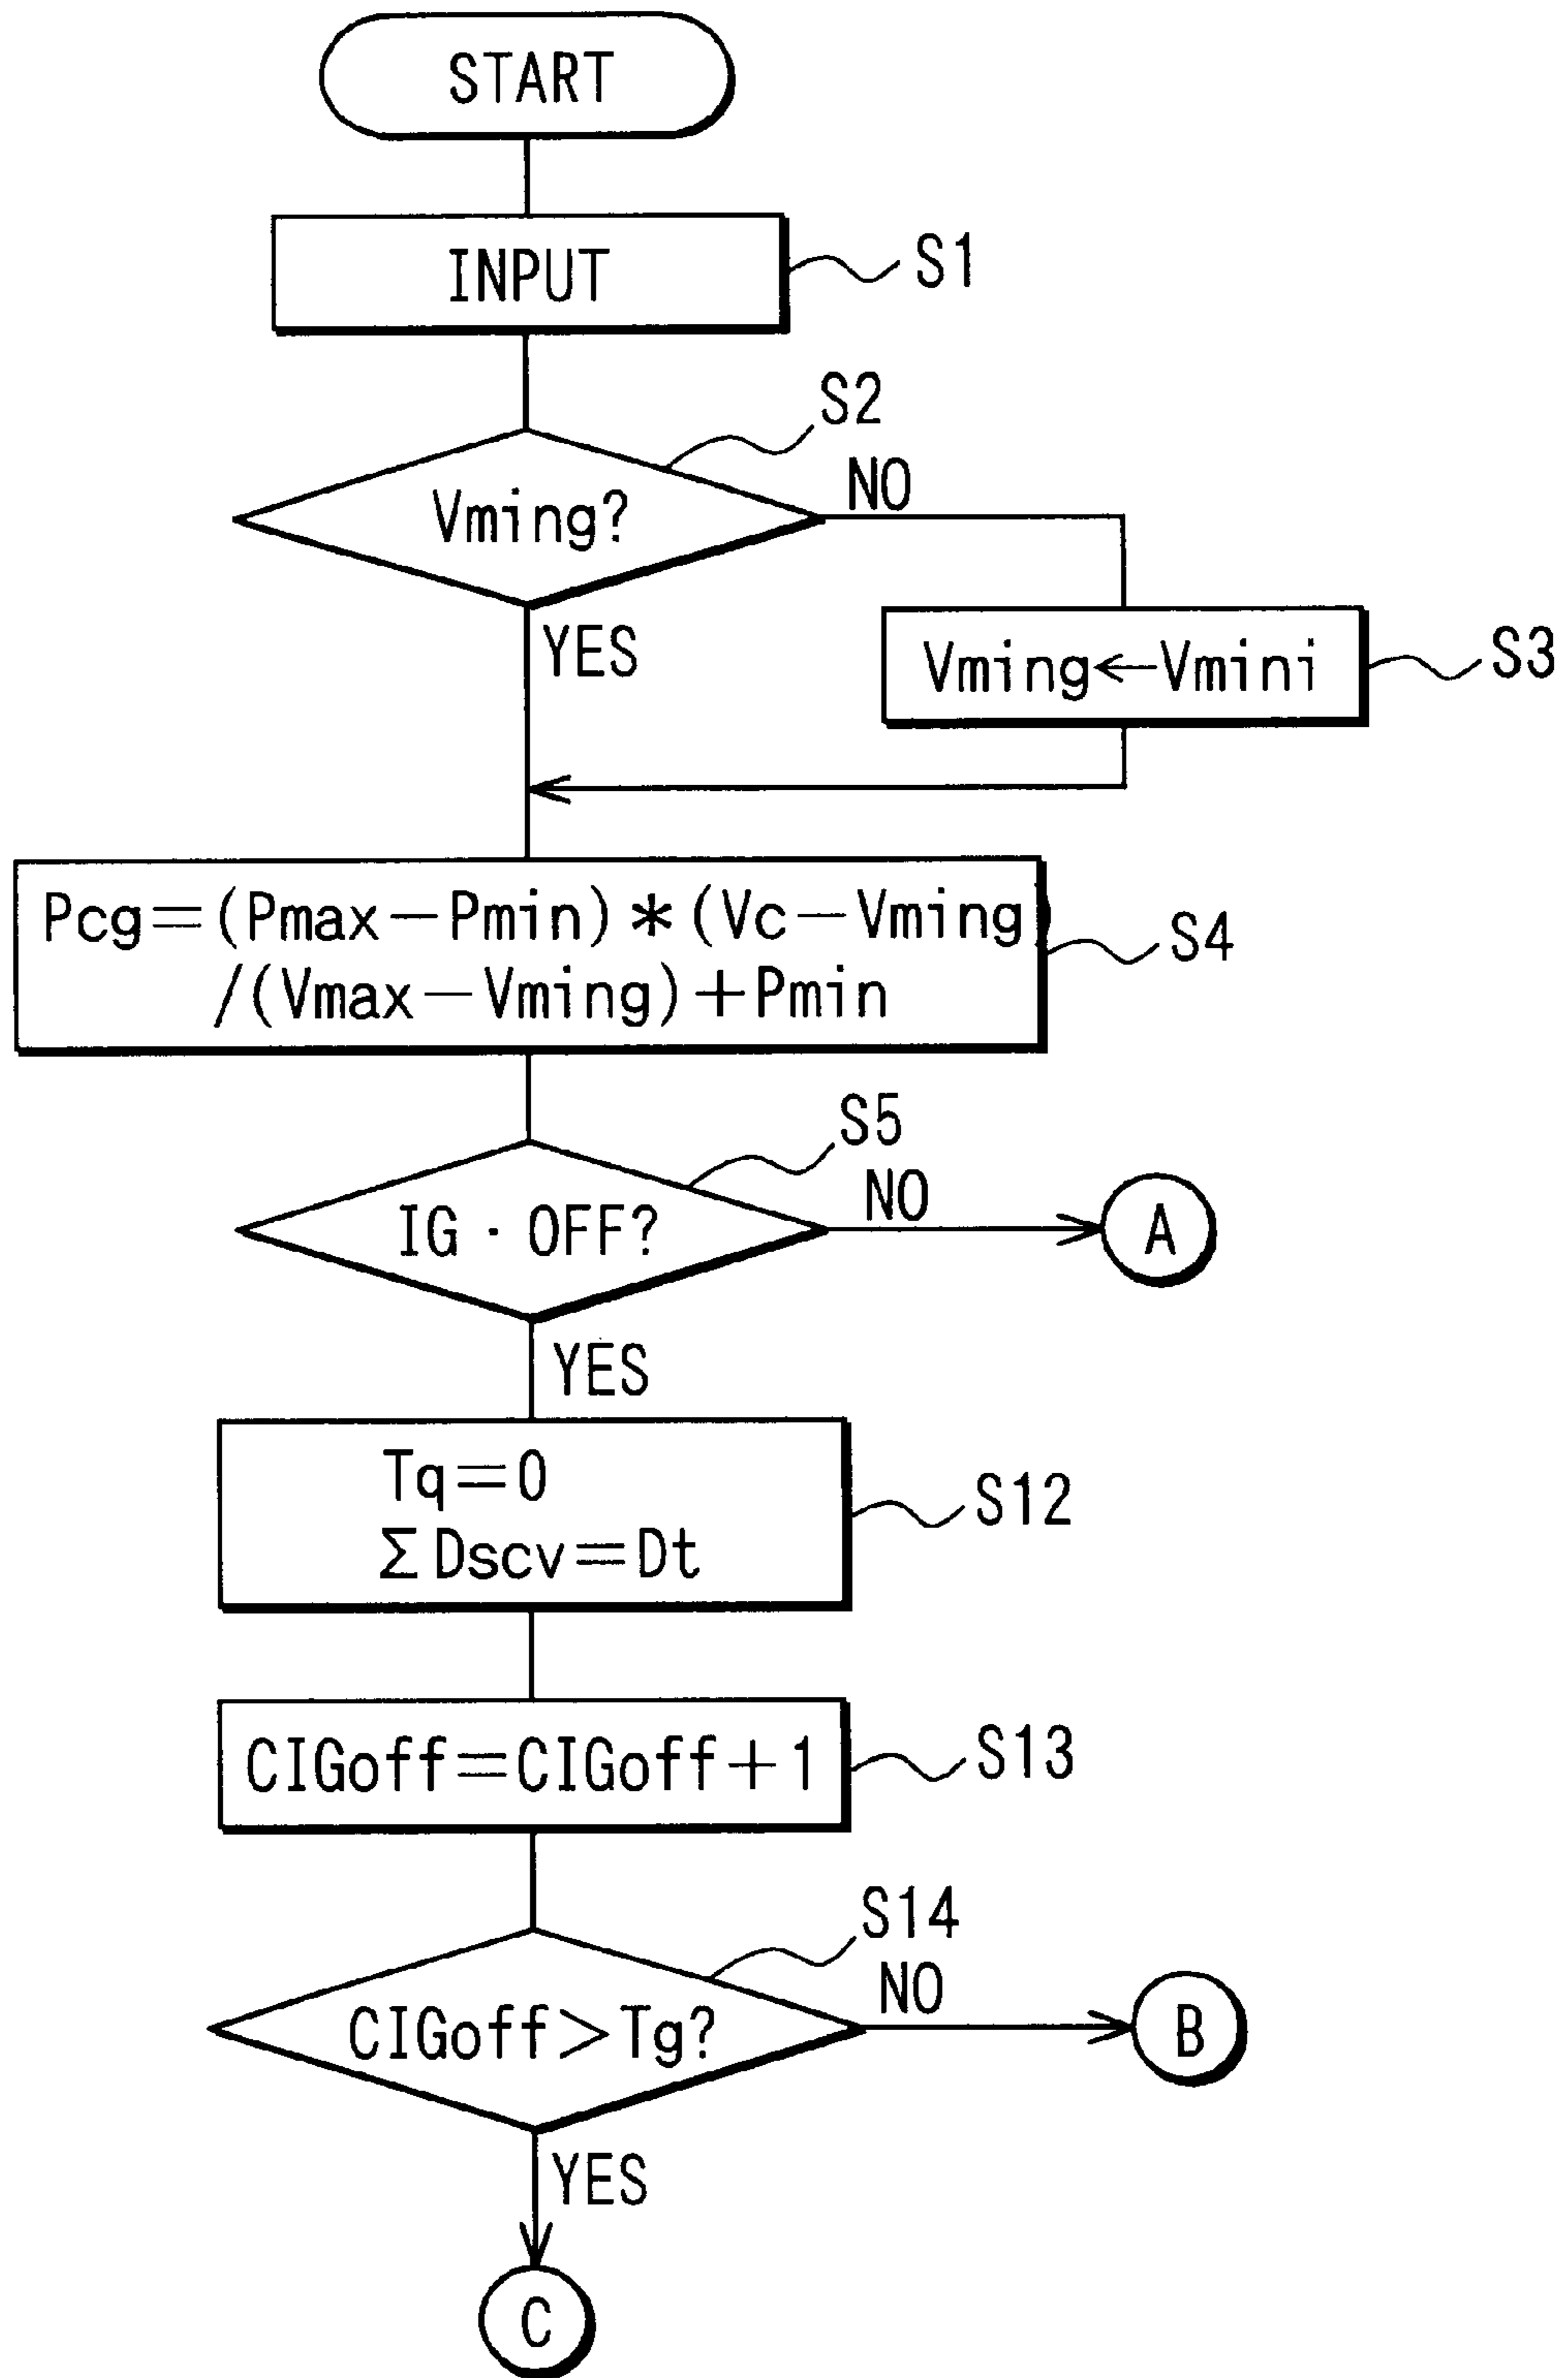 START
INPUT
S1
S2
Vming?
NO
YES
Vming←Vmini
S3
Pcg=(Pmax-Pmin)*(Vc-Vming)
/(Vmax-Vming)+Pmin
S4
S5
IG·OFF?
NO
A
YES
Tq=0
ΣDscv=Dt
S12
CIGoff=CIGoff+1
S13
S14
CIGoff>Tg?
NO
B
YES
C